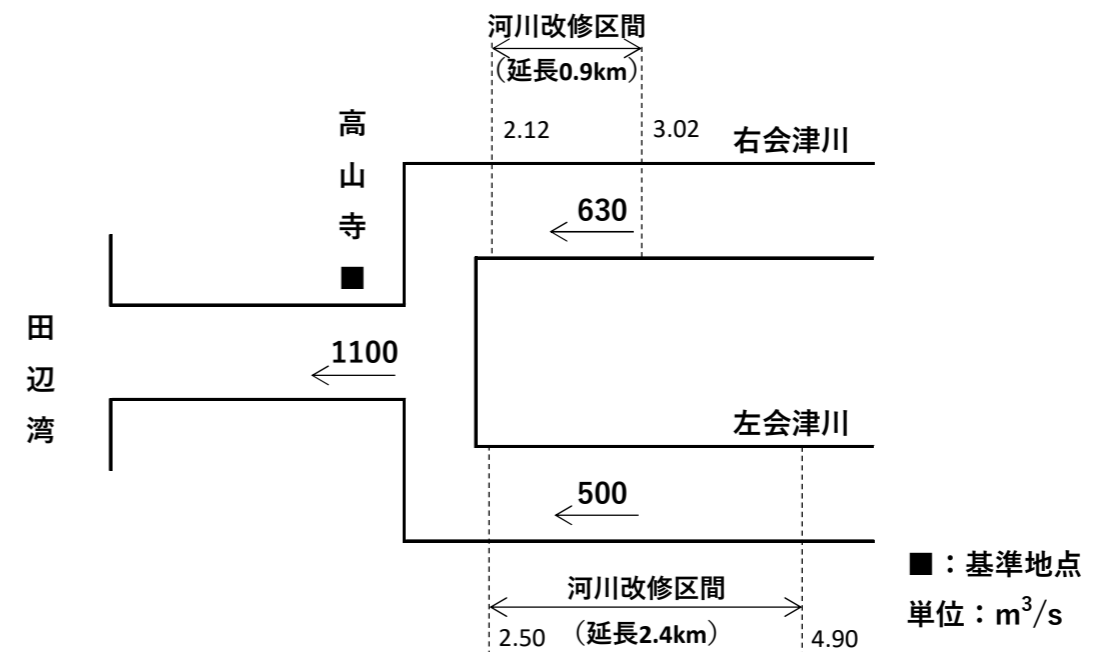 河川改修区間
（延長0.9km）
2.12
3.02
右会津川
高山寺
■
630
田辺湾
1100
左会津川
500
河川改修区間
（延長2.4km）
2.50
4.90
■：基準地点
単位：m³/s